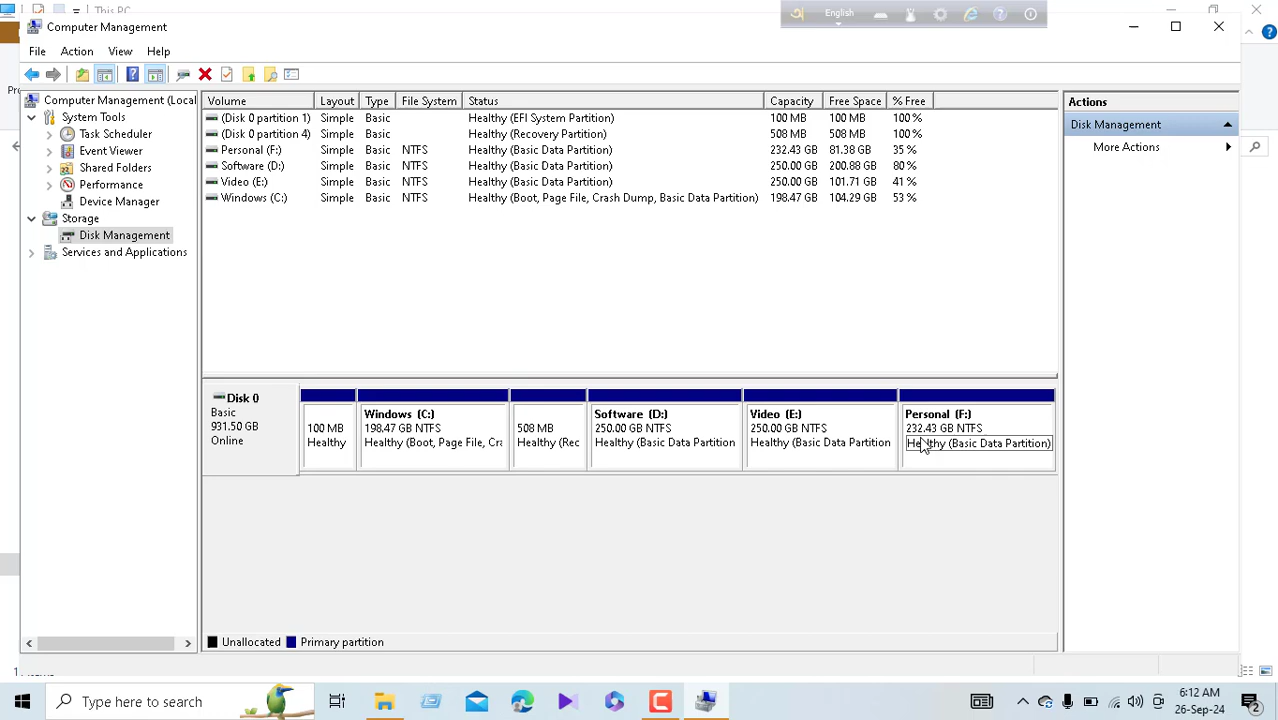 This PC
English
Computer Management
File Action View Help
Computer Management (Local
System Tools
Task Scheduler
Event Viewer
Shared Folders
Performance
Device Manager
Storage
Disk Management
Services and Applications
Volume Layout Type File System Status Capacity Free Space % Free
(Disk 0 partition 1) Simple Basic Healthy (EFI System Partition) 100 MB 100 MB 100 %
(Disk 0 partition 4) Simple Basic Healthy (Recovery Partition) 508 MB 508 MB 100 %
Personal (F:) Simple Basic NTFS Healthy (Basic Data Partition) 232.43 GB 81.38 GB 35 %
Software (D:) Simple Basic NTFS Healthy (Basic Data Partition) 250.00 GB 200.88 GB 80 %
Video (E:) Simple Basic NTFS Healthy (Basic Data Partition) 250.00 GB 101.71 GB 41 %
Windows (C:) Simple Basic NTFS Healthy (Boot, Page File, Crash Dump, Basic Data Partition) 198.47 GB 104.29 GB 53 %
Actions
Disk Management
More Actions
Disk 0
Basic
931.50 GB
Online
100 MB
Healthy
Windows (C:)
198.47 GB NTFS
Healthy (Boot, Page File, Cra
508 MB
Healthy (Rec
Software (D:)
250.00 GB NTFS
Healthy (Basic Data Partition
Video (E:)
250.00 GB NTFS
Healthy (Basic Data Partition
Personal (F:)
232.43 GB NTFS
Healthy (Basic Data Partition)
Unallocated Primary partition
Type here to search
6:12 AM
26-Sep-24
2